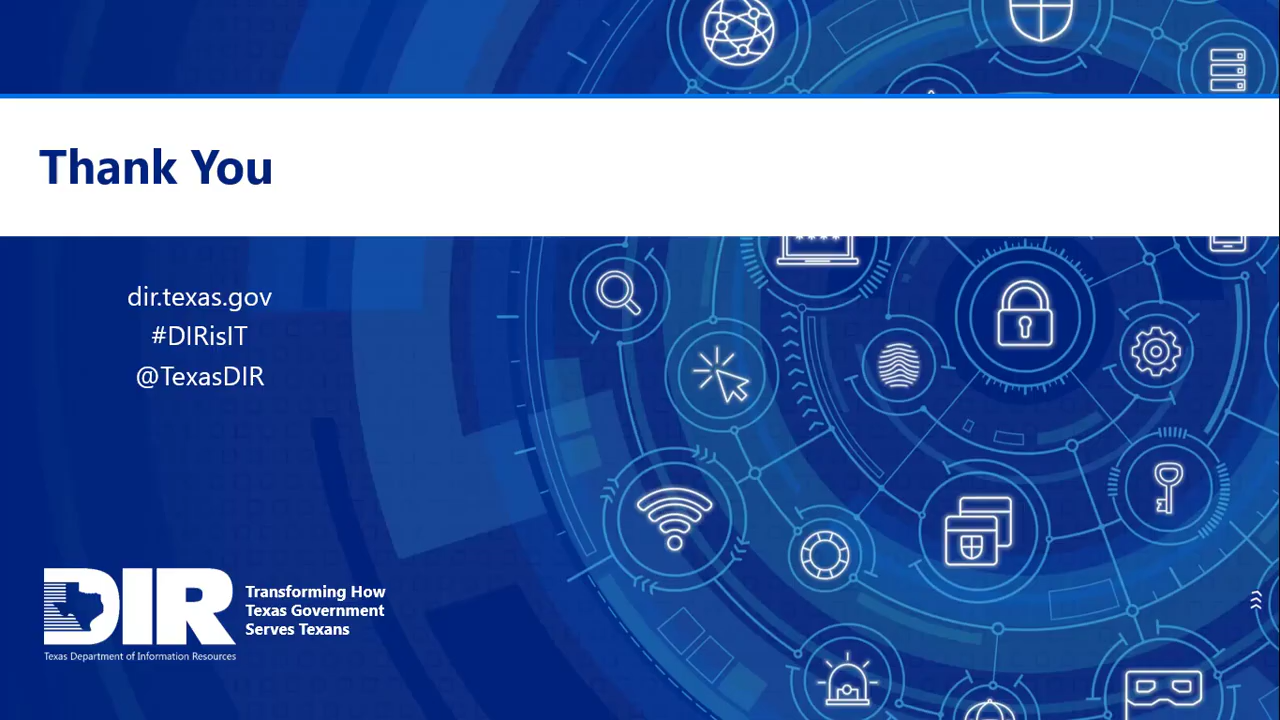 Thank You
dir.texas.gov
#DIRisIT
@TexasDIR
DIR
Texas Department of Information Resources
Transforming How
Texas Government
Serves Texans